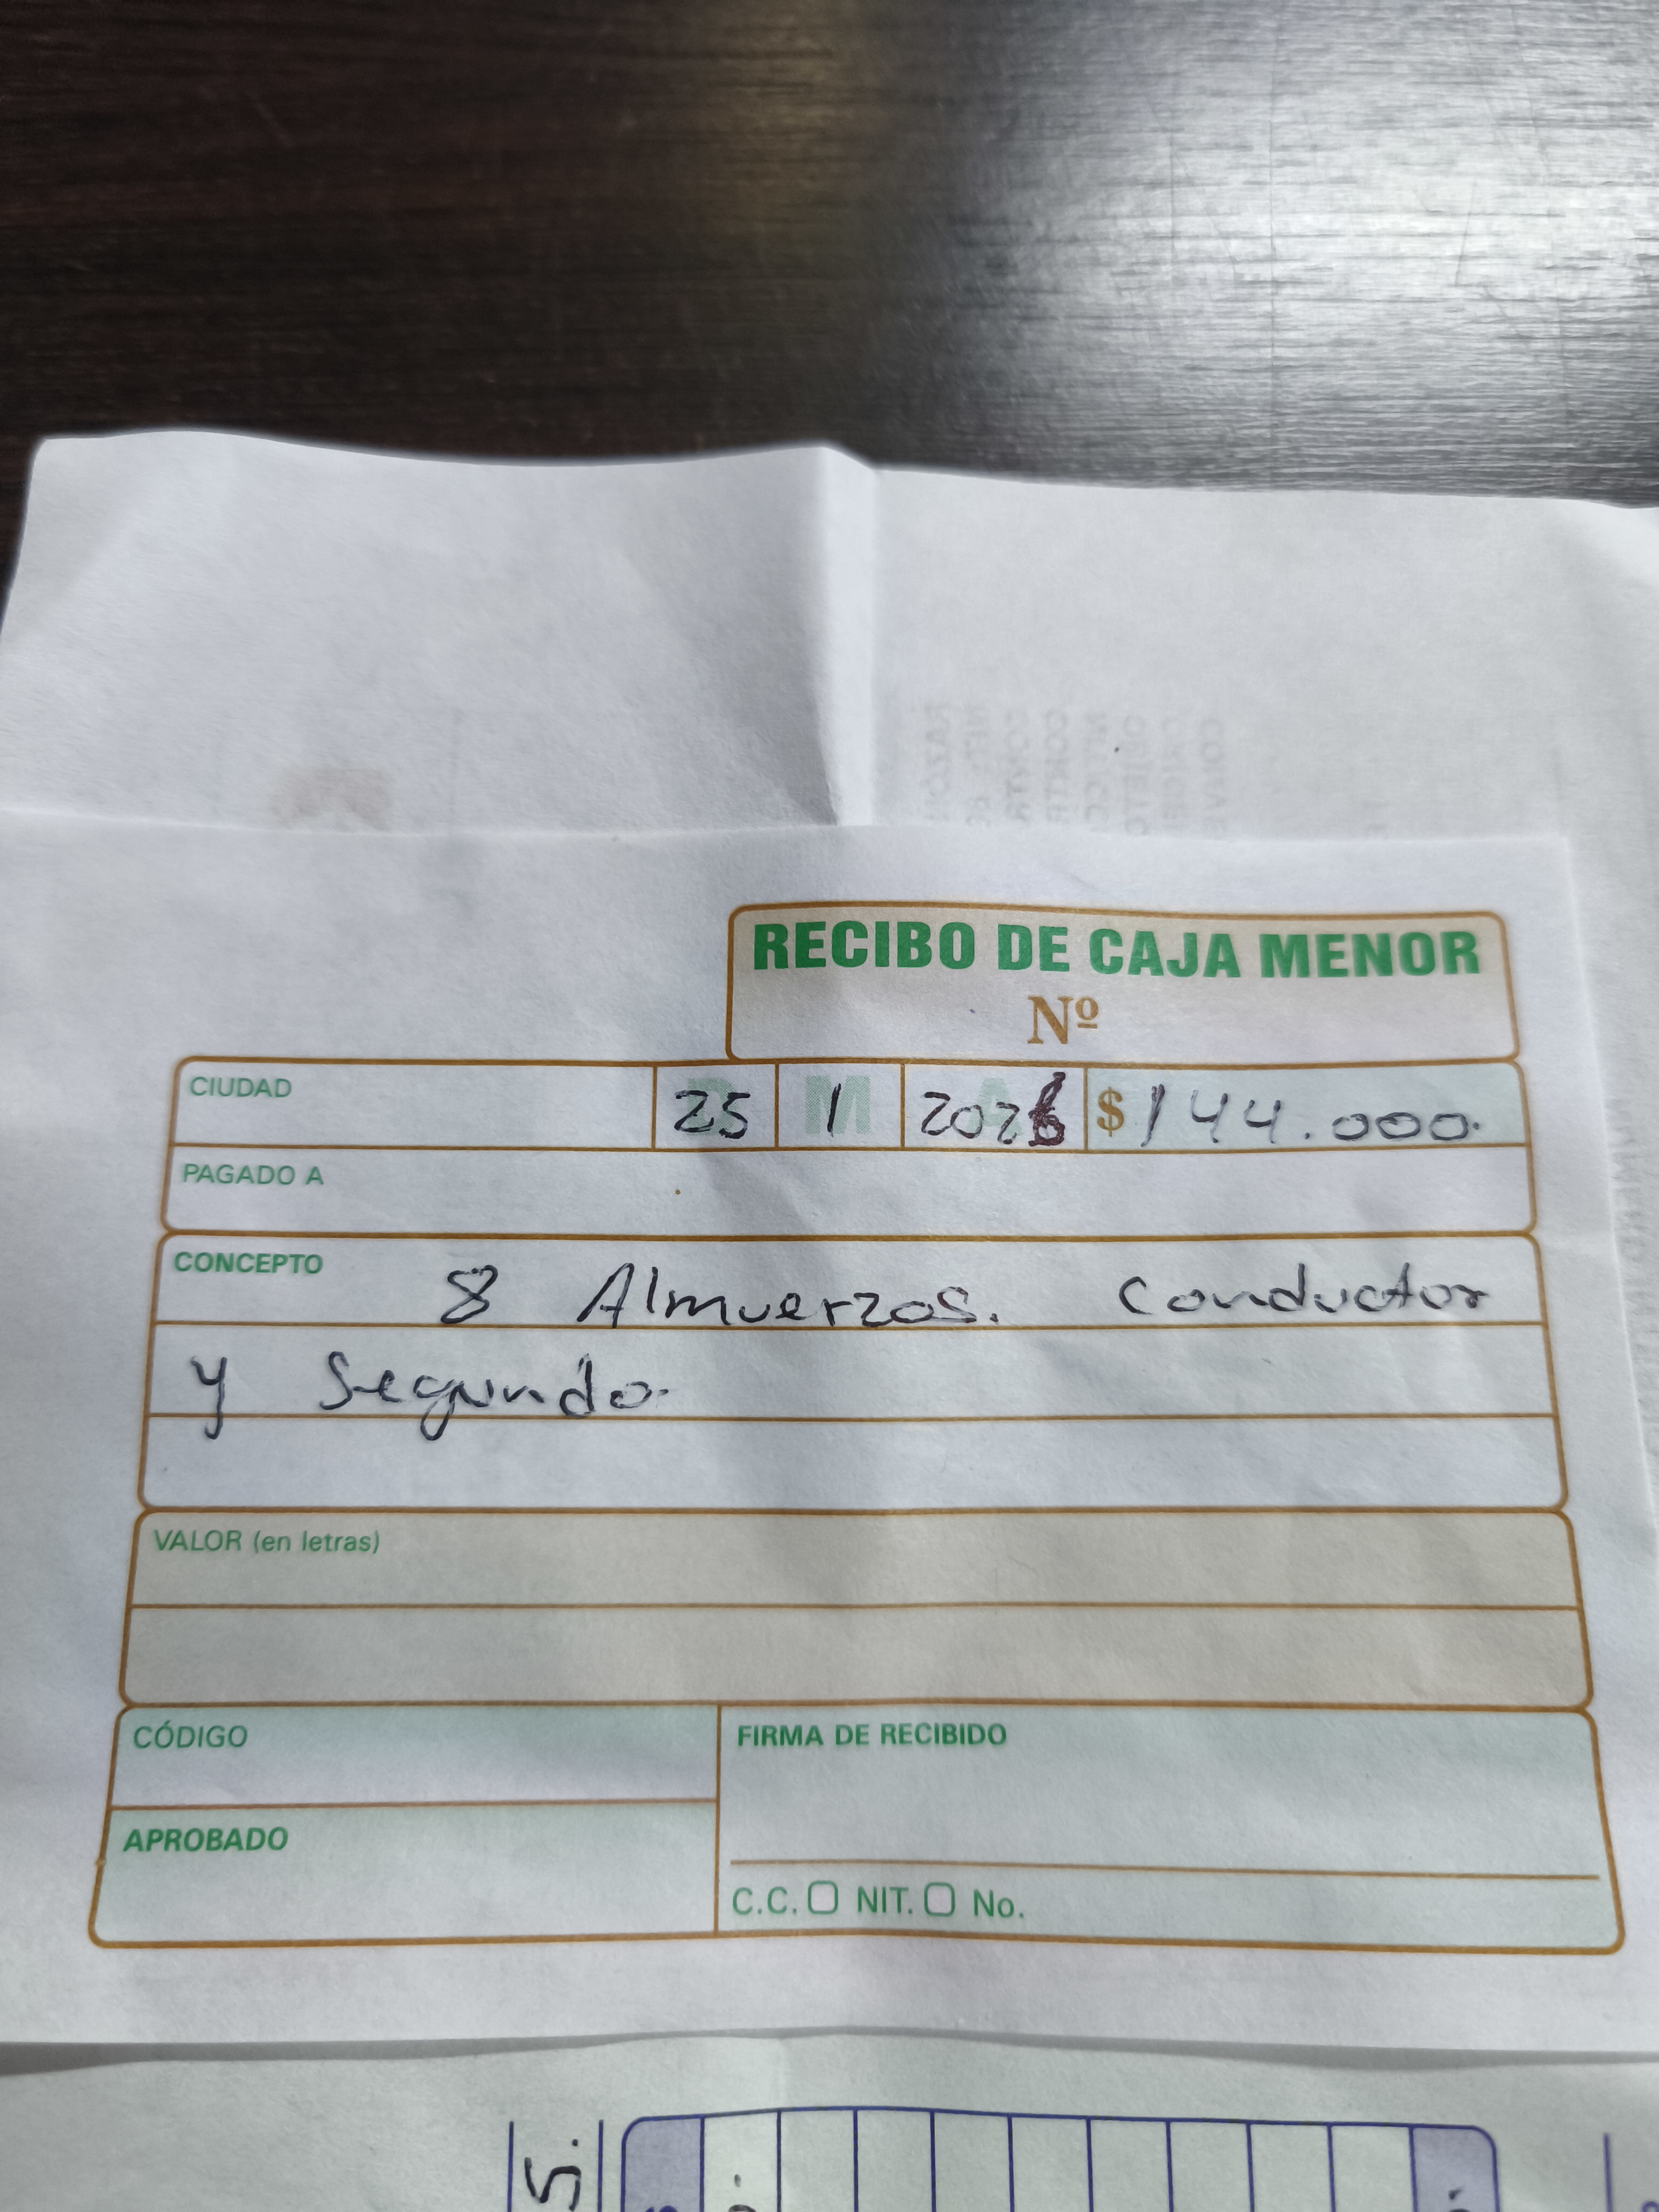 RECIBO DE CAJA MENOR
Nº
CIUDAD 25 M 1 2026 $ 144.000
PAGADO A
CONCEPTO 8 Almuerzos. Conductor
y Segundo.
VALOR (en letras)
CÓDIGO
FIRMA DE RECIBIDO
APROBADO
C.C. NIT. No.
5.